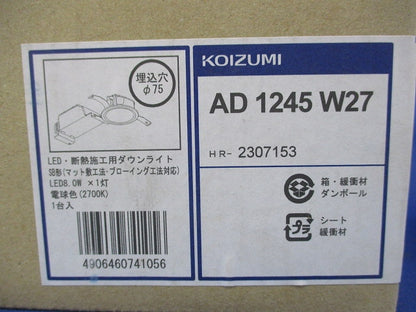 埋込穴
φ75
LED・断熱施工用ダウンライト
SB形(マット敷工法・ブローイング工法対応)
LED8.0W ×1灯
電球色(2700K)
1台入
4906460741056
KOIZUMI
AD 1245 W27
HR- 2307153
箱・緩衝材
ダンボール
プラ
シート
緩衝材